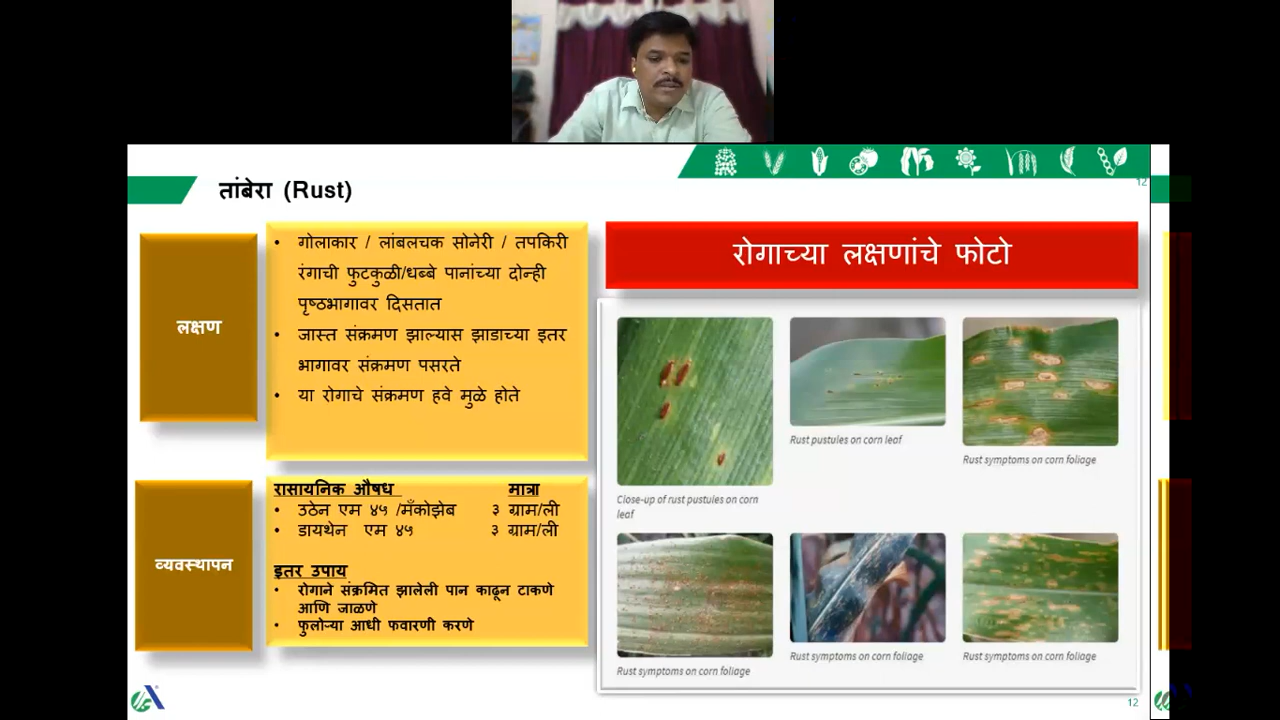 12
तांबेरा (Rust)
लक्षण
• गोलाकार / लांबलचक सोनेरी / तपकिरी
रंगाची फुटकुळी/धब्बे पानांच्या दोन्ही
पृष्ठभागावर दिसतात
• जास्त संक्रमण झाल्यास झाडाच्या इतर
भागावर संक्रमण पसरते
• या रोगाचे संक्रमण हवे मुळे होते
व्यवस्थापन
रासायनिक औषध मात्रा
• उठेन एम ४५ /मँकोझेब ३ ग्राम/ली
• डायथेन एम ४५ ३ ग्राम/ली
इतर उपाय
• रोगाने संक्रमित झालेली पान काढून टाकणे
आणि जाळणे
• फुलोऱ्या आधी फवारणी करणे
रोगाच्या लक्षणांचे फोटो
Close-up of rust pustules on corn
leaf
Rust pustules on corn leaf
Rust symptoms on corn foliage
Rust symptoms on corn foliage
Rust symptoms on corn foliage
Rust symptoms on corn foliage
12